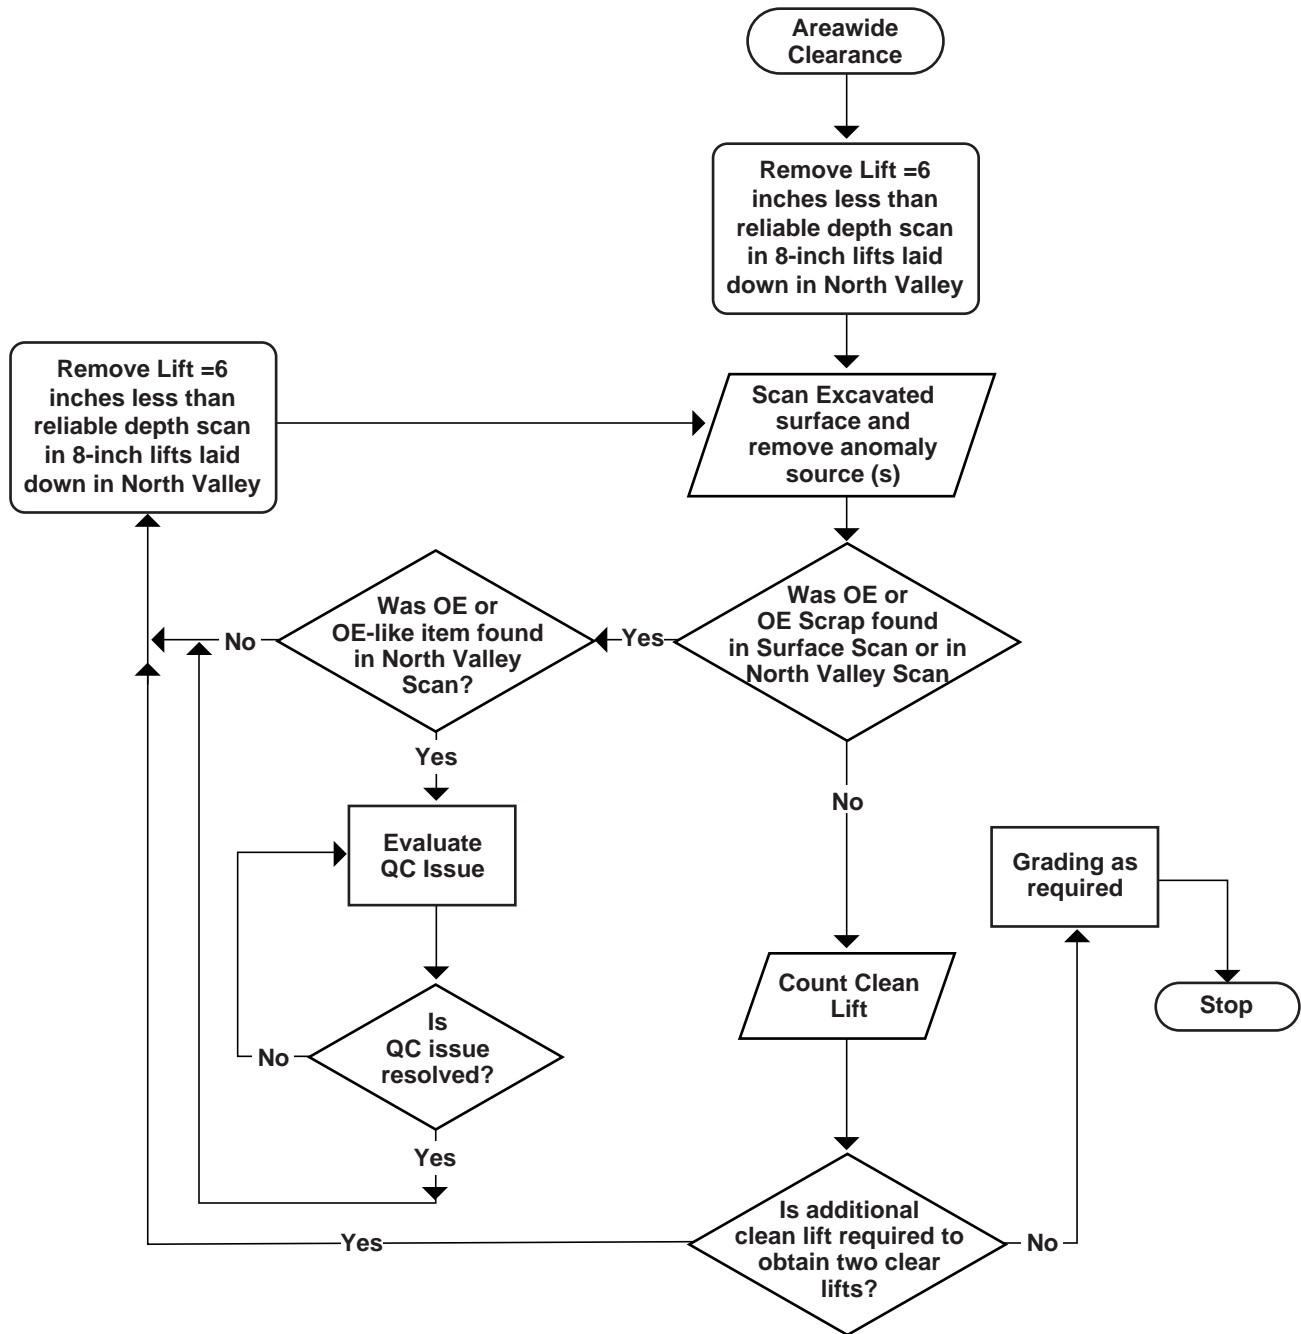 Areawide
Clearance
Remove Lift =6
inches less than
reliable depth scan
in 8-inch lifts laid
down in North Valley
Remove Lift =6
inches less than
reliable depth scan
in 8-inch lifts laid
down in North Valley
Scan Excavated
surface and
remove anomaly
source (s)
Was OE or
OE Scrap found
in Surface Scan or in
North Valley Scan
Yes
Was OE or
OE-like item found
in North Valley
Scan?
No
Yes
Evaluate
QC Issue
Is
QC issue
resolved?
No
Yes
No
Count Clean
Lift
Is additional
clean lift required to
obtain two clear
lifts?
Yes
No
Grading as
required
Stop